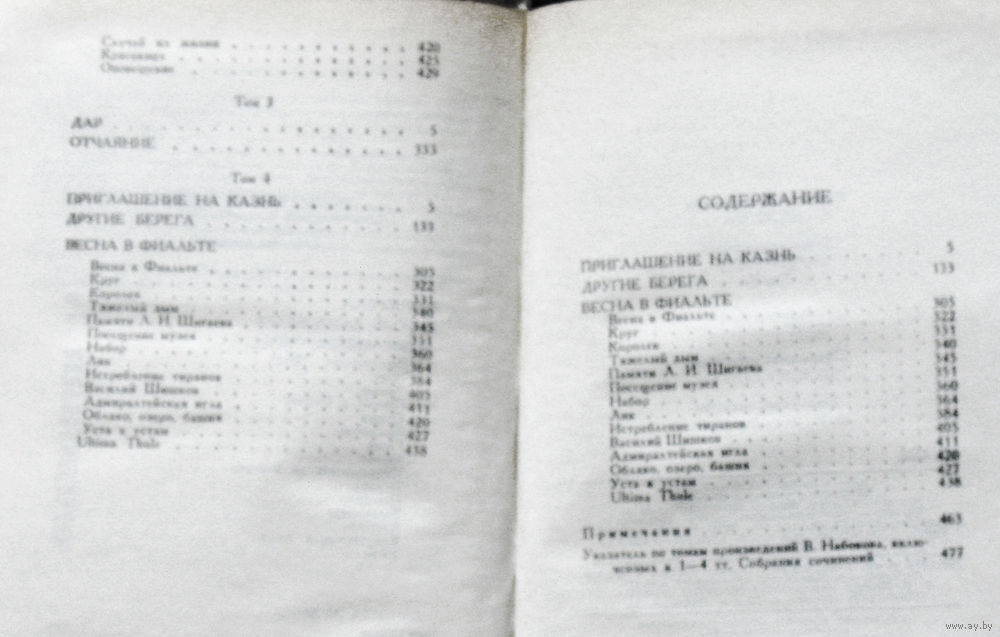 Случай из жизни . . . . . . . . . . 420
Красавица . . . . . . . . . . 425
Оповещение . . . . . . . . . . 429
Том 3
ДАР . . . . . . . . . . 5
ОТЧАЯНИЕ . . . . . . . . . . 333
Том 4
ПРИГЛАШЕНИЕ НА КАЗНЬ . . . . . . . 5
ДРУГИЕ БЕРЕГА . . . . . . . . . . 133
ВЕСНА В ФИАЛЬТЕ
Весна в Фиальте . . . . . . . . . . 305
Круг . . . . . . . . . . 322
Королек . . . . . . . . . . 331
Тяжелый дым . . . . . . . . . . 340
Памяти Л. И. Шигаева . . . . . . . . . . 345
Посещение музея . . . . . . . . . . 351
Набор . . . . . . . . . . 360
Лик . . . . . . . . . . 364
Истребление тиранов . . . . . . . . . . 384
Василий Шишков . . . . . . . . . . 405
Адмиралтейская игла . . . . . . . . . . 411
Облако, озеро, башня . . . . . . . . . . 420
Уста к устам . . . . . . . . . . 427
Ultima Thule . . . . . . . . . . 438
СОДЕРЖАНИЕ
ПРИГЛАШЕНИЕ НА КАЗНЬ . . . . . . . 5
ДРУГИЕ БЕРЕГА . . . . . . . . . . 133
ВЕСНА В ФИАЛЬТЕ
Весна в Фиальте . . . . . . . . . . 305
Круг . . . . . . . . . . 322
Королек . . . . . . . . . . 331
Тяжелый дым . . . . . . . . . . 340
Памяти Л. И. Шигаева . . . . . . . . . . 345
Посещение музея . . . . . . . . . . 351
Набор . . . . . . . . . . 360
Лик . . . . . . . . . . 364
Истребление тиранов . . . . . . . . . . 384
Василий Шишков . . . . . . . . . . 405
Адмиралтейская игла . . . . . . . . . . 411
Облако, озеро, башня . . . . . . . . . . 420
Уста к устам . . . . . . . . . . 427
Ultima Thule . . . . . . . . . . 438
Примечания . . . . . . . . . . 463
Указатель по томам произведений В. Набокова, вклю-
ченных в 1—4 тт. Собрания сочинений . . . . 477
www.ay.by